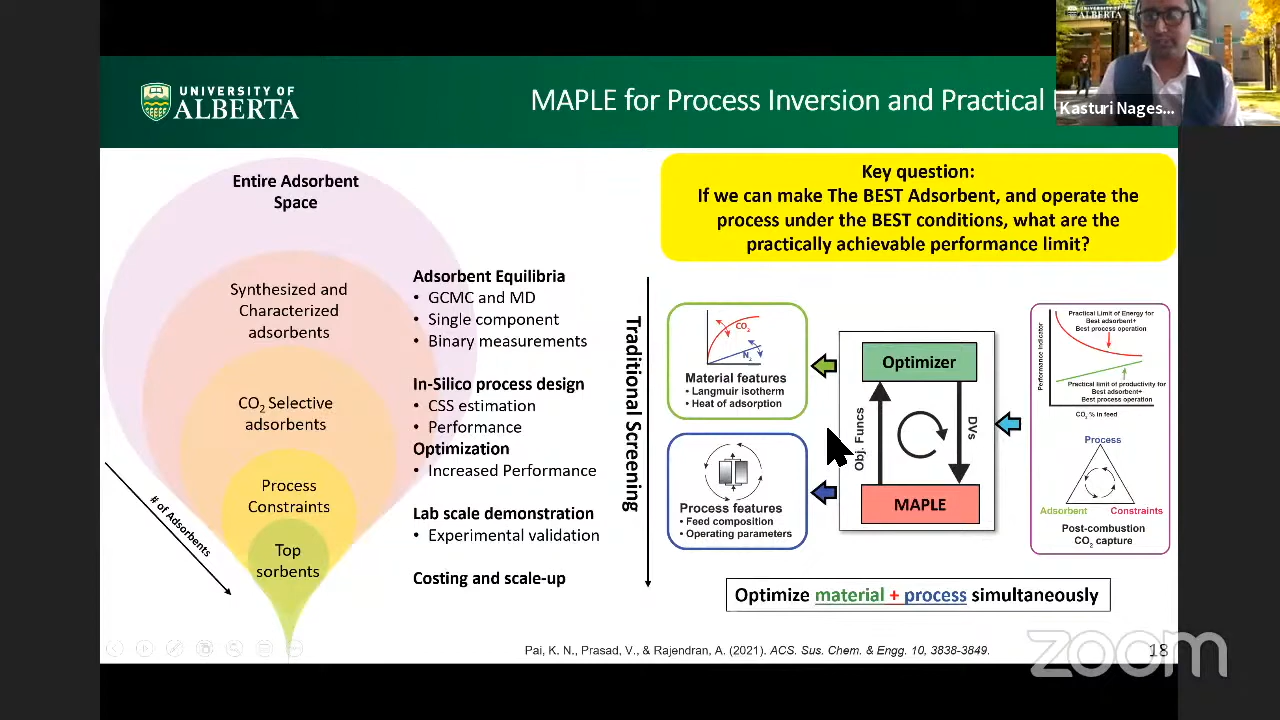 UNIVERSITY OF
ALBERTA
MAPLE for Process Inversion and Practical
UNIVERSITY OF
ALBERTA
Kasturi Nages...
Entire Adsorbent
Space
Synthesized and
Characterized
adsorbents
CO2 Selective
adsorbents
Process
Constraints
Top
sorbents
# of Adsorbents
Adsorbent Equilibria
• GCMC and MD
• Single component
• Binary measurements
In-Silico process design
• CSS estimation
• Performance
Optimization
• Increased Performance
Lab scale demonstration
• Experimental validation
Costing and scale-up
Traditional Screening
Key question:
If we can make The BEST Adsorbent, and operate the
process under the BEST conditions, what are the
practically achievable performance limit?
CO2
N2
Material features
• Langmuir isotherm
• Heat of adsorption
Process features
• Feed composition
• Operating parameters
Optimizer
Obj. Funcs
DVs
MAPLE
Performance Indicator
Practical Limit of Energy for
Best adsorbent+
Best process operation
Practical limit of productivity for
Best adsorbent+
Best process operation
CO2 % in feed
Process
Adsorbent
Constraints
Post-combustion
CO2 capture
Optimize material + process simultaneously
Pai, K. N., Prasad, V., & Rajendran, A. (2021). ACS. Sus. Chem. & Engg. 10, 3838-3849.
18
zoom